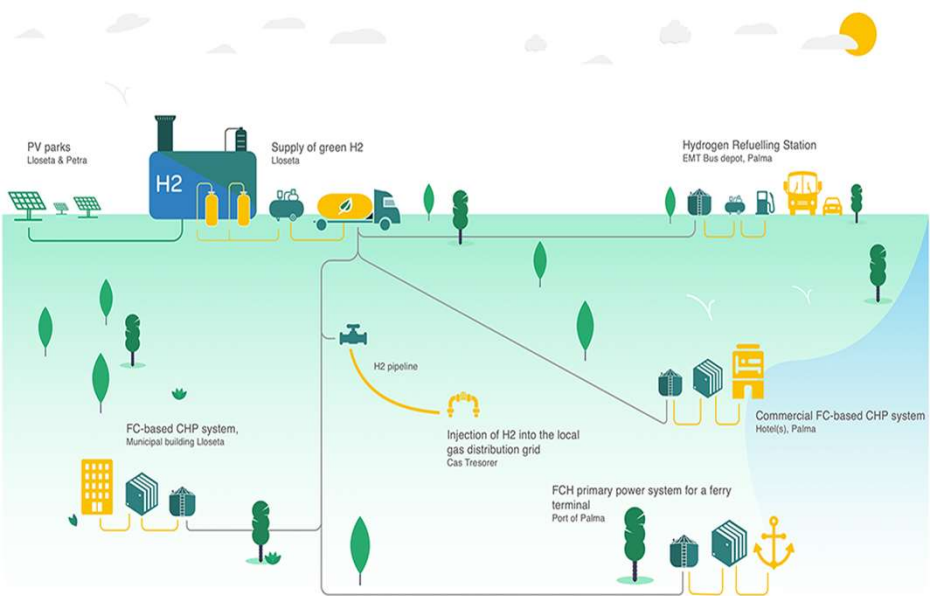 PV parks
Lloseta & Petra
H2
Supply of green H2
Lloseta
Hydrogen Refuelling Station
EMT Bus depot, Palma
H2 pipeline
Injection of H2 into the local
gas distribution grid
Cas Tresorer
Commercial FC-based CHP system
Hotel(s), Palma
FC-based CHP system,
Municipal building Lloseta
FCH primary power system for a ferry
terminal
Port of Palma